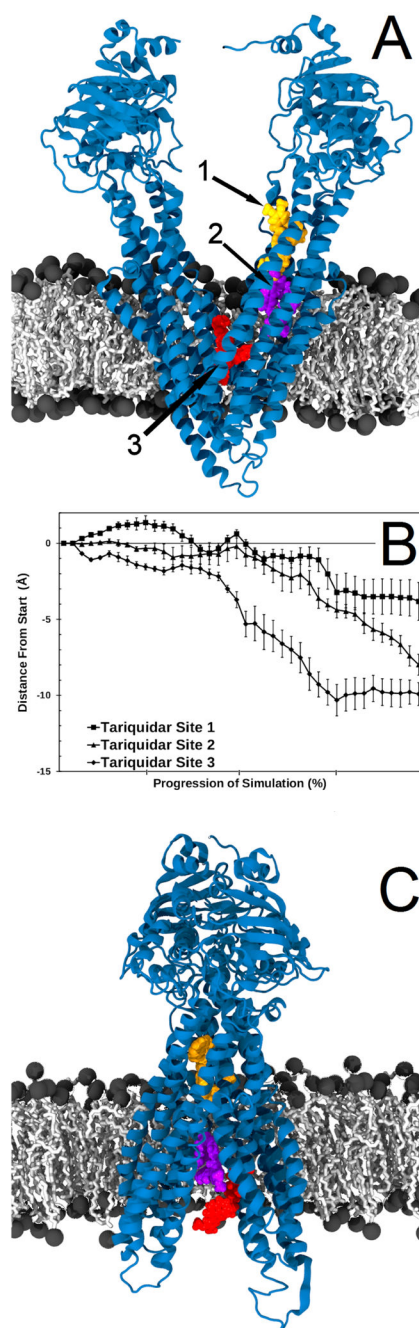 A
1
2
3
B
0
-5
-10
-15
Distance From Start (Å)
Tariquidar Site 1
Tariquidar Site 2
Tariquidar Site 3
Progression of Simulation (%)
C